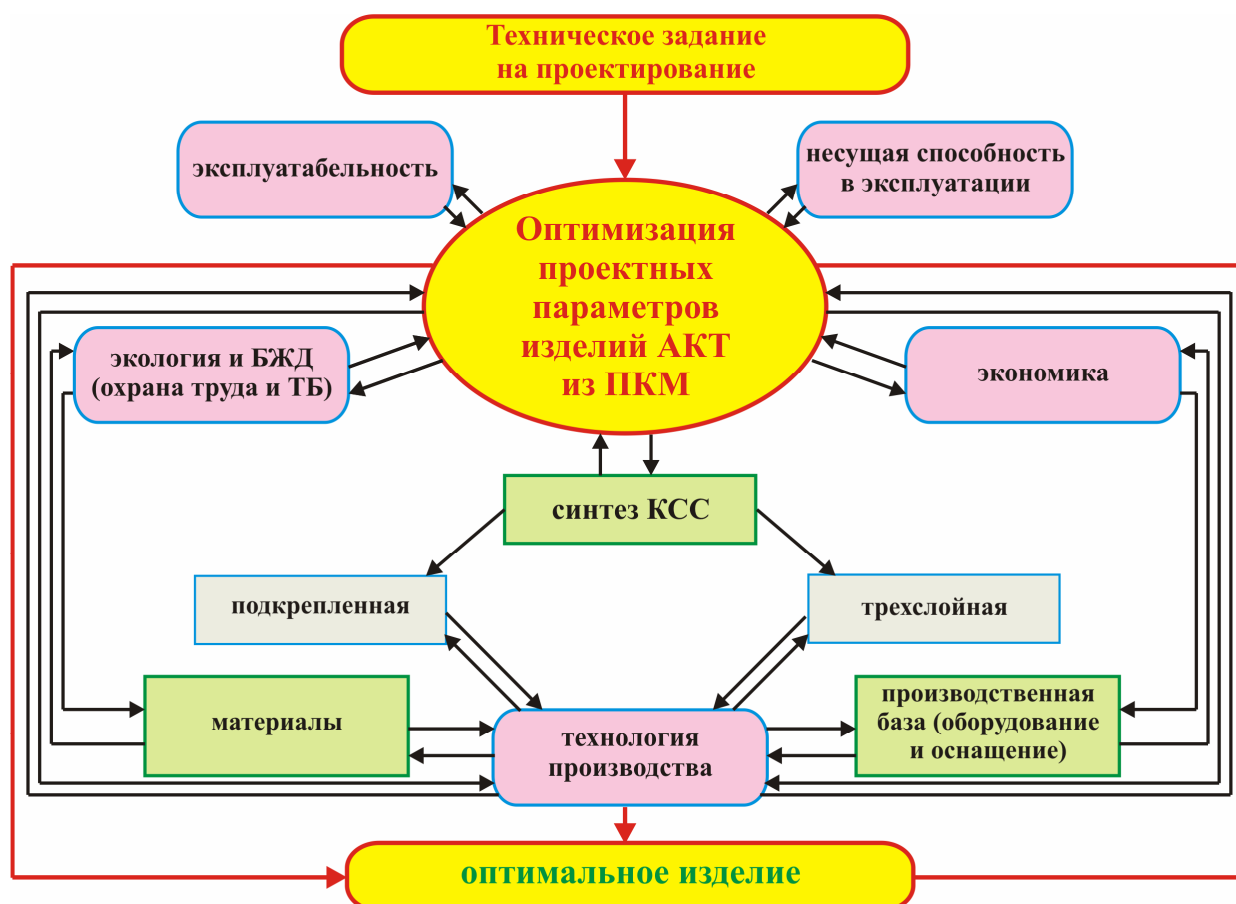 Техническое задание
на проектирование
эксплуатабельность
несущая способность
в эксплуатации
Оптимизация
проектных
параметров
изделий АКТ
из ПКМ
экология и БЖД
(охрана труда и ТБ)
экономика
синтез КСС
подкрепленная
трехслойная
материалы
технология
производства
производственная
база (оборудование
и оснащение)
оптимальное изделие